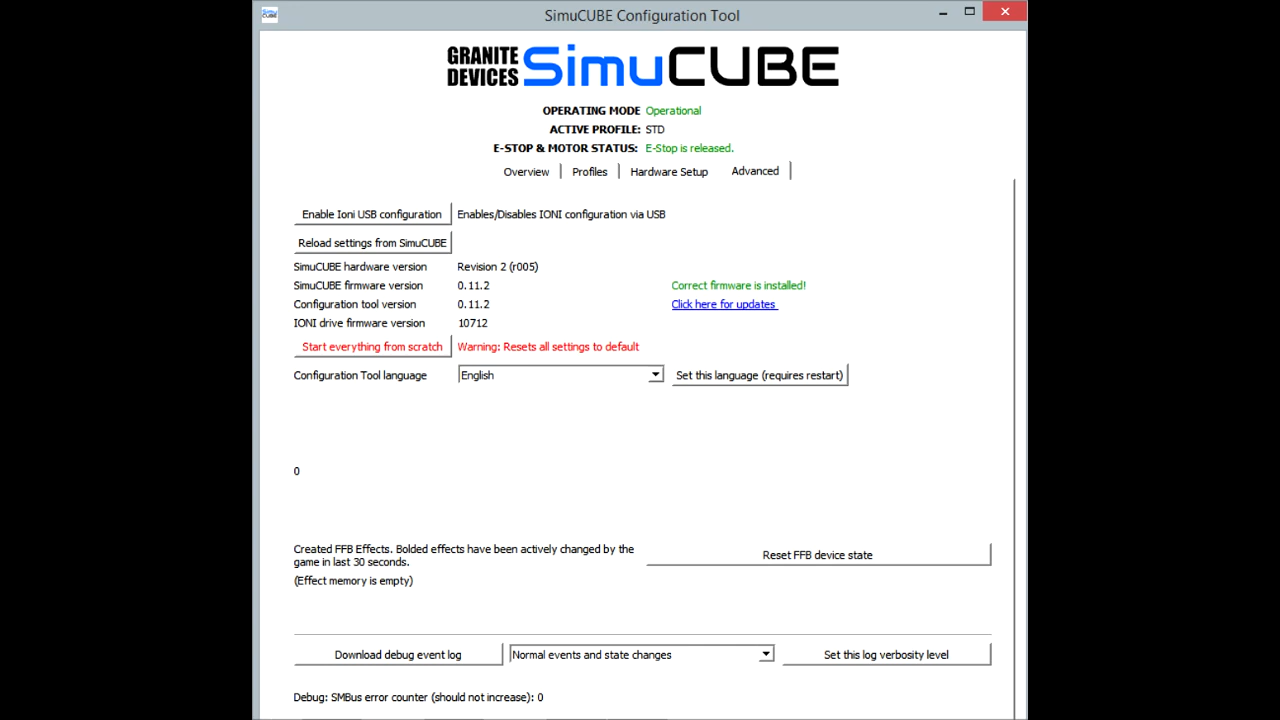 SimuCUBE Configuration Tool
GRANITE DEVICES SimuCUBE
OPERATING MODE Operational
ACTIVE PROFILE: STD
E-STOP & MOTOR STATUS: E-Stop is released.
Overview Profiles Hardware Setup Advanced
Enable Ioni USB configuration Enables/Disables IONI configuration via USB
Reload settings from SimuCUBE
SimuCUBE hardware version Revision 2 (r005)
SimuCUBE firmware version 0.11.2 Correct firmware is installed!
Configuration tool version 0.11.2 Click here for updates
IONI drive firmware version 10712
Start everything from scratch Warning: Resets all settings to default
Configuration Tool language English Set this language (requires restart)
0
Created FFB Effects. Bolded effects have been actively changed by the
game in last 30 seconds.
Reset FFB device state
(Effect memory is empty)
Download debug event log Normal events and state changes Set this log verbosity level
Debug: SMBus error counter (should not increase): 0